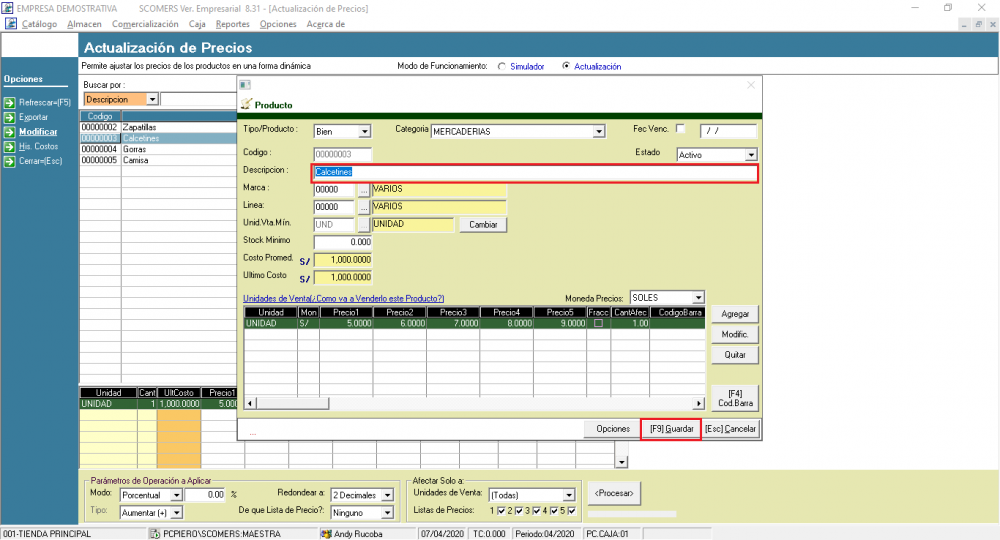 EMPRESA DEMOSTRATIVA SCOMERS Ver. Empresarial 8.31 - [Actualización de Precios]
Catálogo Almacen Comercialización Caja Reportes Opciones Acerca de
Actualización de Precios
Permite ajustar los precios de los productos en una forma dinámica Modo de Funcionamiento: Simulador Actualización
Opciones
Refrescar=(F5)
Exportar
Modificar
His. Costos
Cerrar=(Esc)
Buscar por :
Descripcion
Codigo
00000002 Zapatillas
00000003 Calcetines
00000004 Gorras
00000005 Camisa
Producto
Tipo/Producto : Bien Categoria MERCADERIAS Fec Venc. / /
Codigo : 00000003 Estado Activo
Descripcion : Calcetines
Marca : 00000 ... VARIOS
Linea: 00000 ... VARIOS
Unid.Vta.Mín. UND UNIDAD Cambiar
Stock Minimo 0.000
Costo Promed. S/ 1,000.0000
Ultimo Costo S/ 1,000.0000
Unidades de Venta(¿Como va a Venderlo este Producto?) Moneda Precios: SOLES
Unidad Mon Precio1 Precio2 Precio3 Precio4 Precio5 Fracc CantAfec CodigoBarra
UNIDAD S/ 5.0000 6.0000 7.0000 8.0000 9.0000 1.00
Agregar
Modific.
Quitar
[F4]
Cod.Barra
... Opciones [F9] Guardar [Esc] Cancelar
Unidad Cant UltCosto Precio1
UNIDAD 1 1,000.0000 5.00
Parámetros de Operación a Aplicar
Modo: Porcentual 0.00 % Redondear a: 2 Decimales
Tipo: Aumentar (+) De que Lista de Precio?: Ninguno
Afectar Solo a:
Unidades de Venta: (Todas)
Listas de Precios: 1 2 3 4 5
<Procesar>
001-TIENDA PRINCIPAL PCPIERO\SCOMERS:MAESTRA Andy Rucoba 07/04/2020 TC:0.000 Periodo:04/2020 PC.CAJA:01